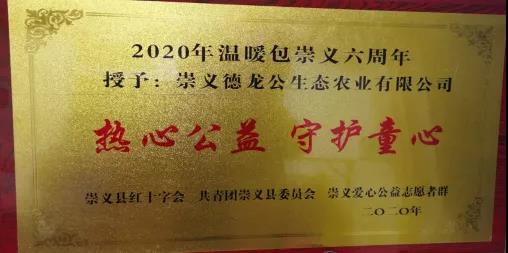 2020年温暖包崇义六周年
授予：崇义德龙公生态农业有限公司
热心公益 守护童心
崇义县红十字会 共青团崇义县委员会 崇义爱心公益志愿者群
二〇二〇年